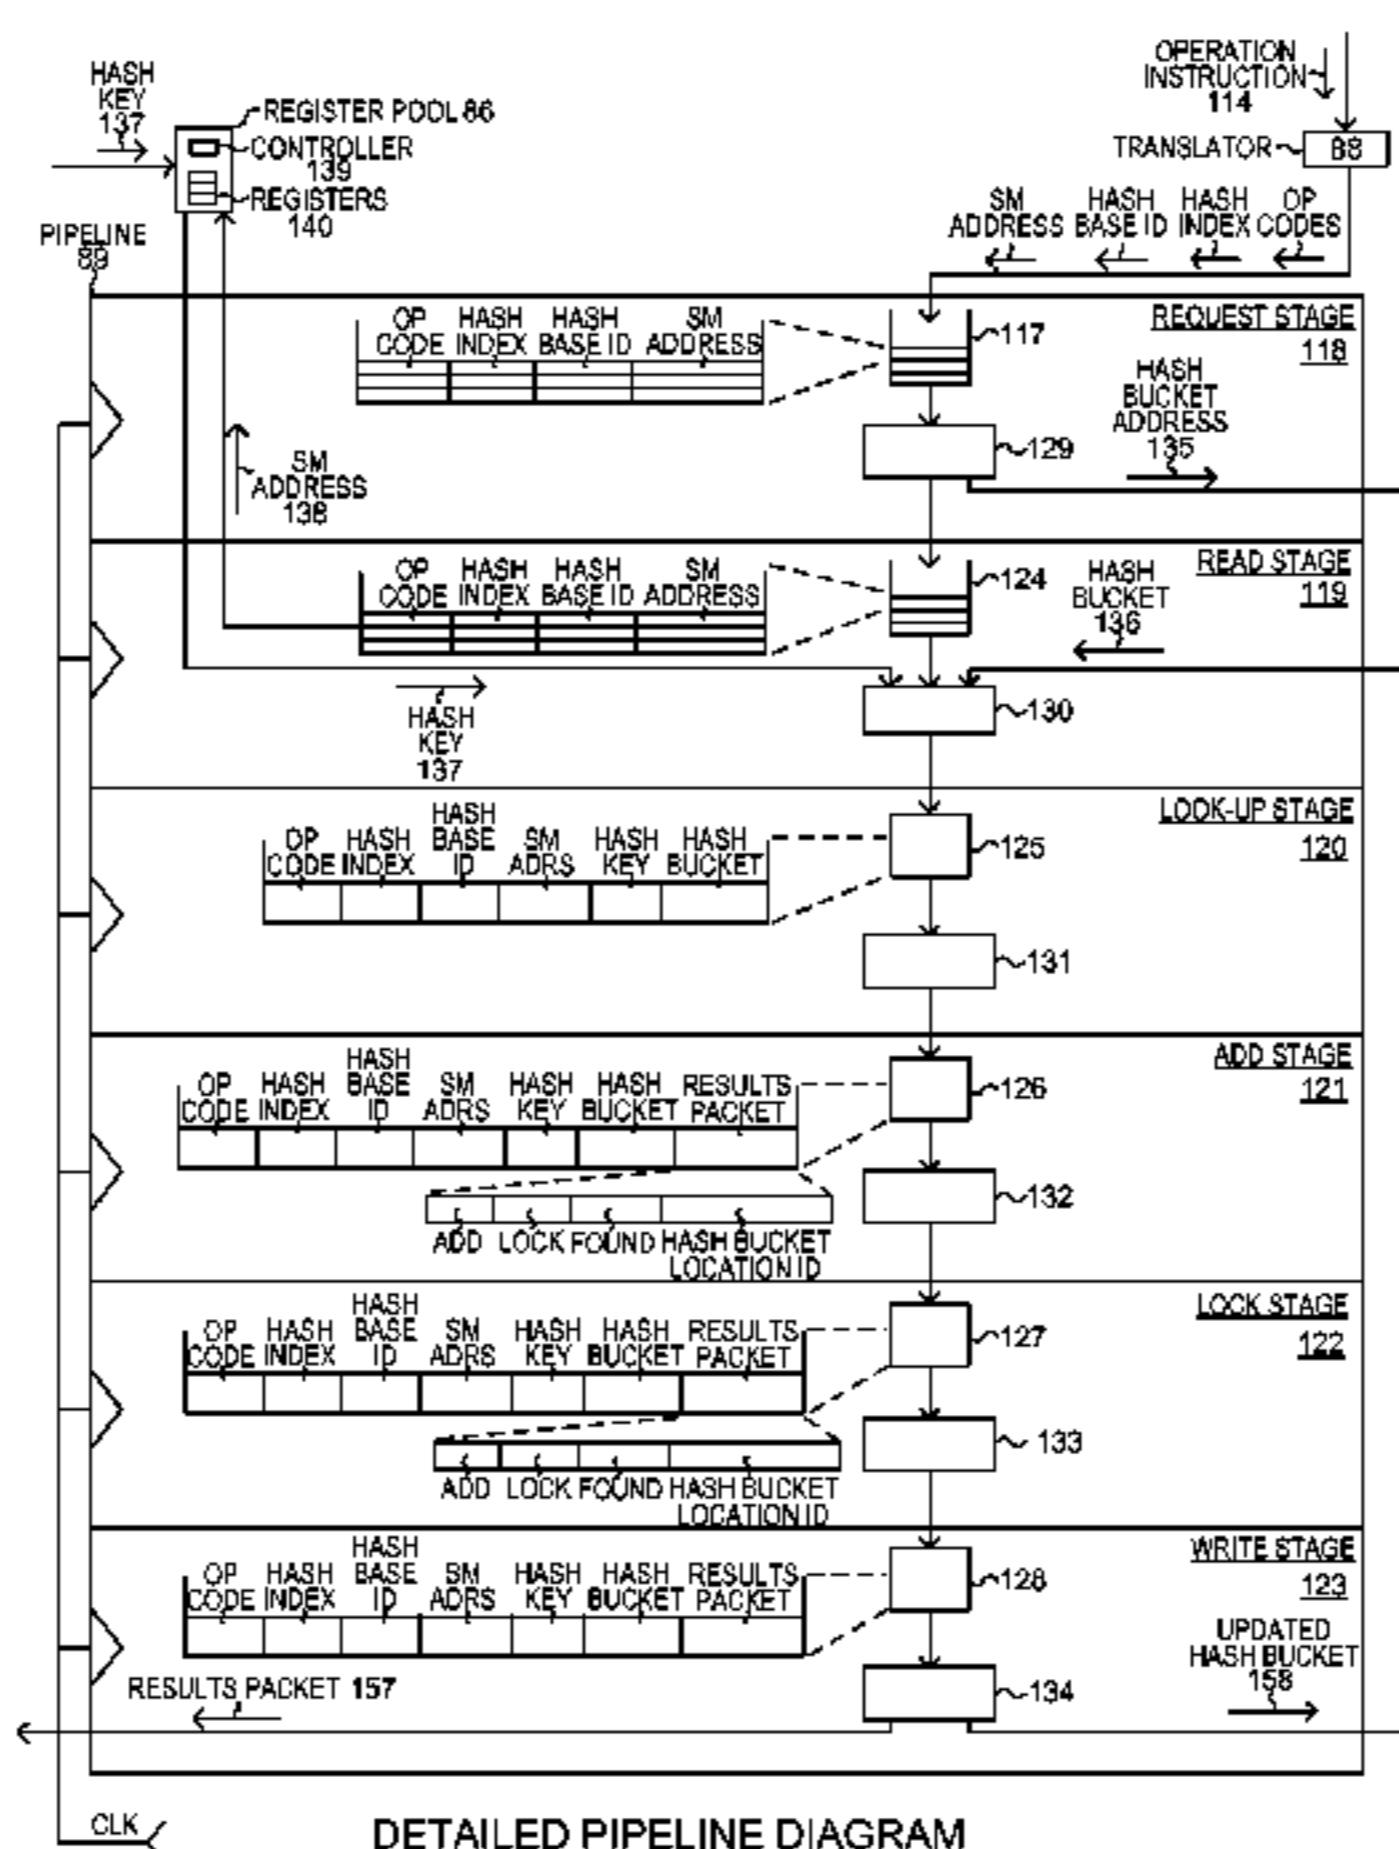 HASH
KEY
137
REGISTER POOL 86
CONTROLLER
139
REGISTERS
140
OPERATION
INSTRUCTION
114
TRANSLATOR
88
SM
ADDRESS
HASH
BASE ID
HASH
INDEX
OP
CODES
PIPELINE
89
REQUEST STAGE
118
OP
CODE
HASH
INDEX
HASH
BASE ID
SM
ADDRESS
117
HASH
BUCKET
ADDRESS
135
129
SM
ADDRESS
138
READ STAGE
119
OP
CODE
HASH
INDEX
HASH
BASE ID
SM
ADDRESS
124
HASH
BUCKET
136
130
HASH
KEY
137
LOOK-UP STAGE
120
OP
CODE
HASH
INDEX
HASH
BASE
ID
SM
ADRS
HASH
KEY
HASH
BUCKET
125
131
ADD STAGE
121
OP
CODE
HASH
INDEX
HASH
BASE
ID
SM
ADRS
HASH
KEY
HASH
BUCKET
RESULTS
PACKET
126
132
ADD
LOCK
FOUND
HASH BUCKET
LOCATION ID
LOCK STAGE
122
OP
CODE
HASH
INDEX
HASH
BASE
ID
SM
ADRS
HASH
KEY
HASH
BUCKET
RESULTS
PACKET
127
133
ADD
LOCK
FOUND
HASH BUCKET
LOCATION ID
WRITE STAGE
123
OP
CODE
HASH
INDEX
HASH
BASE
ID
SM
ADRS
HASH
KEY
HASH
BUCKET
RESULTS
PACKET
128
UPDATED
HASH BUCKET
158
RESULTS PACKET 157
134
CLK
DETAILED PIPELINE DIAGRAM